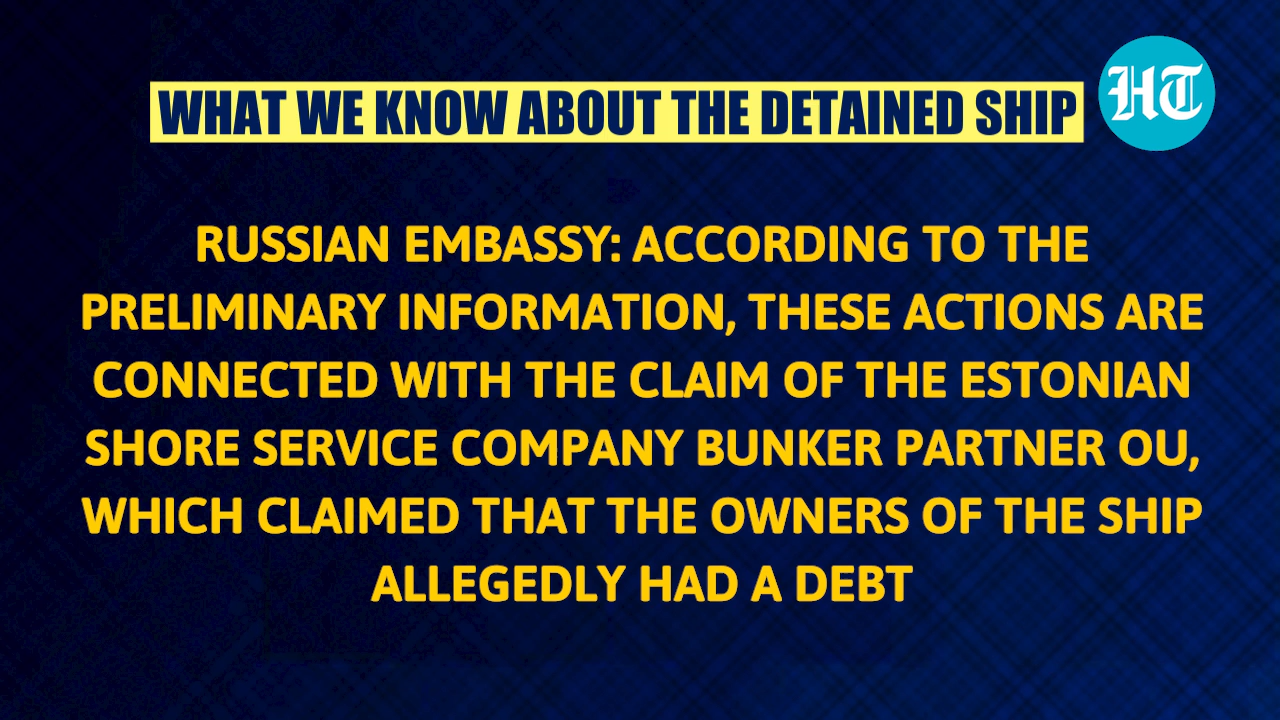 WHAT WE KNOW ABOUT THE DETAINED SHIP
HT
RUSSIAN EMBASSY: ACCORDING TO THE
PRELIMINARY INFORMATION, THESE ACTIONS ARE
CONNECTED WITH THE CLAIM OF THE ESTONIAN
SHORE SERVICE COMPANY BUNKER PARTNER OU,
WHICH CLAIMED THAT THE OWNERS OF THE SHIP
ALLEGEDLY HAD A DEBT